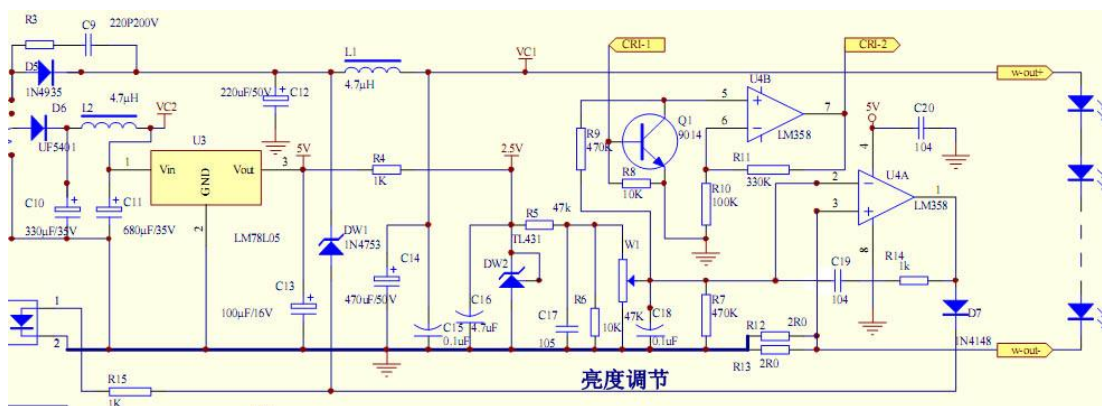 R3
C9
220P200V
D5
1N4935
L1
4.7μH
VC1
CRI-1
CRI-2
w-out+
D6
UF5401
L2
4.7μH
VC2
220uF/50V
C12
U3
Vin
Vout
GND
1
3
2
LM78L05
5V
R4
1K
2.5V
R9
470K
Q1
9014
R8
10K
U4B
5
6
7
LM358
R11
330K
R10
100K
5V
C20
104
4
2
3
1
8
U4A
LM358
C10
330μF/35V
C11
680μF/35V
C13
100μF/16V
DW1
1N4753
C14
470uF/50V
C15
0.1uF
C16
4.7uF
R5
47k
TL431
DW2
C17
105
R6
10K
W1
47K
C18
0.1uF
R7
470K
C19
104
R14
1k
D7
1N4148
R12
2R0
R13
2R0
w-out-
1
2
R15
1K
亮度调节